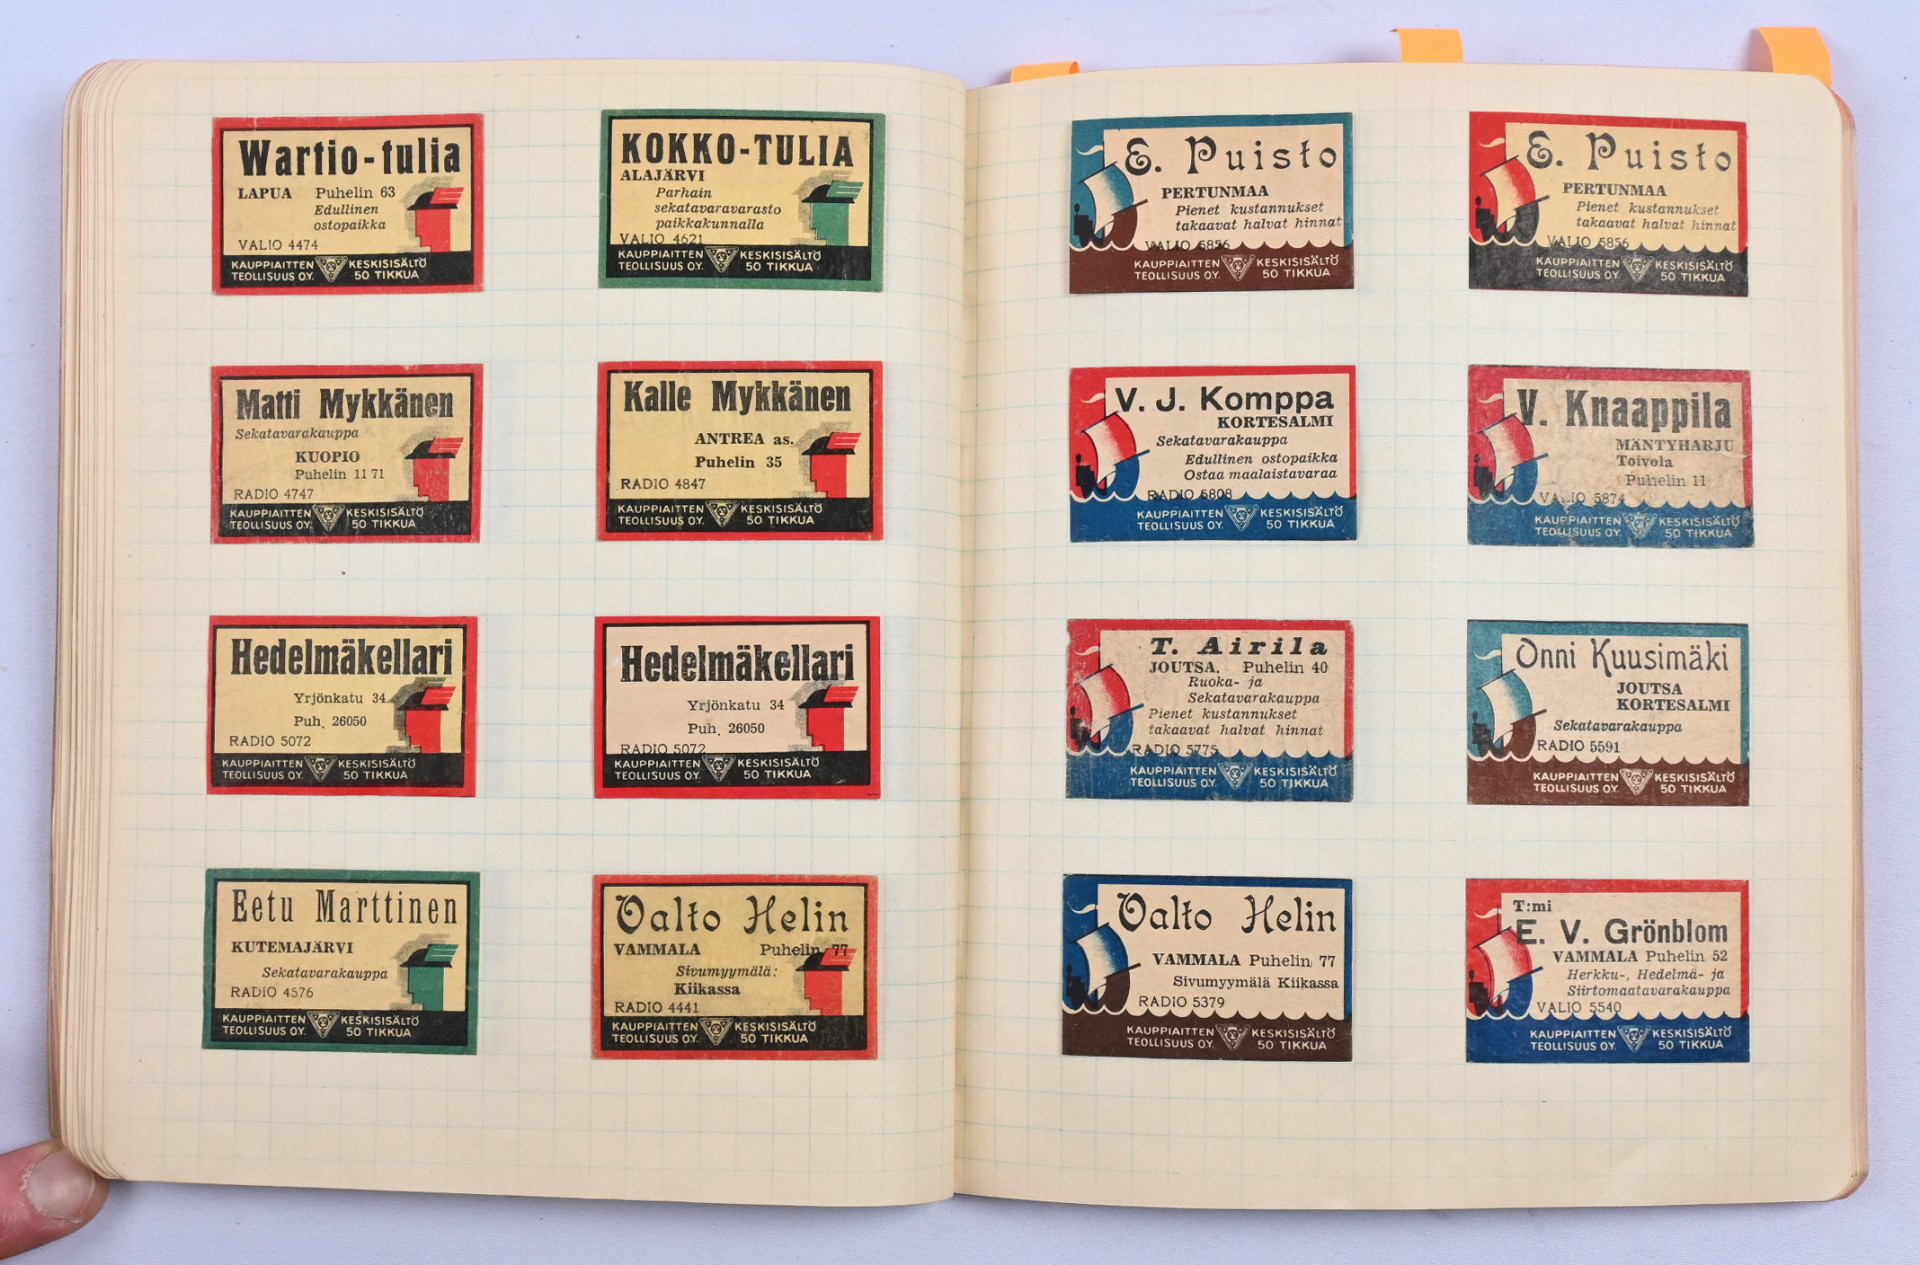 Wartio-tulia
LAPUA Puhelin 63
Edullinen
ostopaikka
VALIO 4474
KAUPPIAITTEN KESKISISÄLTÖ
TEOLLISUUS OY. 50 TIKKUA
KOKKO-TULIA
ALAJÄRVI
Parhain
sekatavaravarasto
paikkakunnalla
VALIO 4621
KAUPPIAITTEN KESKISISÄLTÖ
TEOLLISUUS OY. 50 TIKKUA
Matti Mykkänen
Sekatavarakauppa
KUOPIO
Puhelin 11 71
RADIO 4747
KAUPPIAITTEN KESKISISÄLTÖ
TEOLLISUUS OY. 50 TIKKUA
Kalle Mykkänen
ANTREA as.
Puhelin 35
RADIO 4847
KAUPPIAITTEN KESKISISÄLTÖ
TEOLLISUUS OY. 50 TIKKUA
Hedelmäkellari
Yrjönkatu 34
Puh. 26050
RADIO 5072
KAUPPIAITTEN KESKISISÄLTÖ
TEOLLISUUS OY. 50 TIKKUA
Hedelmäkellari
Yrjönkatu 34
Puh. 26050
RADIO 5072
KAUPPIAITTEN KESKISISÄLTÖ
TEOLLISUUS OY. 50 TIKKUA
Eetu Marttinen
KUTEMAJÄRVI
Sekatavarakauppa
RADIO 4576
KAUPPIAITTEN KESKISISÄLTÖ
TEOLLISUUS OY. 50 TIKKUA
Valto Helin
VAMMALA Puhelin 77
Sivumyymälä:
Kiikassa
RADIO 4441
KAUPPIAITTEN KESKISISÄLTÖ
TEOLLISUUS OY. 50 TIKKUA
E. Puisto
PERTUNMAA
Pienet kustannukset
takaavat halvat hinnat
VALIO 5856
KAUPPIAITTEN KESKISISÄLTÖ
TEOLLISUUS OY. 50 TIKKUA
E. Puisto
PERTUNMAA
Pienet kustannukset
takaavat halvat hinnat
VALIO 5856
KAUPPIAITTEN KESKISISÄLTÖ
TEOLLISUUS OY. 50 TIKKUA
V. J. Komppa
KORTESALMI
Sekatavarakauppa
Edullinen ostopaikka
Ostaa maalaistavaraa
RADIO 5808
KAUPPIAITTEN KESKISISÄLTÖ
TEOLLISUUS OY. 50 TIKKUA
V. Knaappila
MÄNTYHARJU
Toivola
Puhelin 11
VALIO 5874
KAUPPIAITTEN KESKISISÄLTÖ
TEOLLISUUS OY. 50 TIKKUA
T. Airila
JOUTSA. Puhelin 40
Ruoka- ja
Sekatavarakauppa
Pienet kustannukset
takaavat halvat hinnat
RADIO 5775
KAUPPIAITTEN KESKISISÄLTÖ
TEOLLISUUS OY. 50 TIKKUA
Onni Kuusimäki
JOUTSA
KORTESALMI
Sekatavarakauppa
RADIO 5591
KAUPPIAITTEN KESKISISÄLTÖ
TEOLLISUUS OY. 50 TIKKUA
Valto Helin
VAMMALA Puhelin 77
Sivumyymälä Kiikassa
RADIO 5379
KAUPPIAITTEN KESKISISÄLTÖ
TEOLLISUUS OY. 50 TIKKUA
T:mi
E. V. Grönblom
VAMMALA Puhelin 52
Herkku-, Hedelmä- ja
Siirtomaatavarakauppa
VALIO 5540
KAUPPIAITTEN KESKISISÄLTÖ
TEOLLISUUS OY. 50 TIKKUA